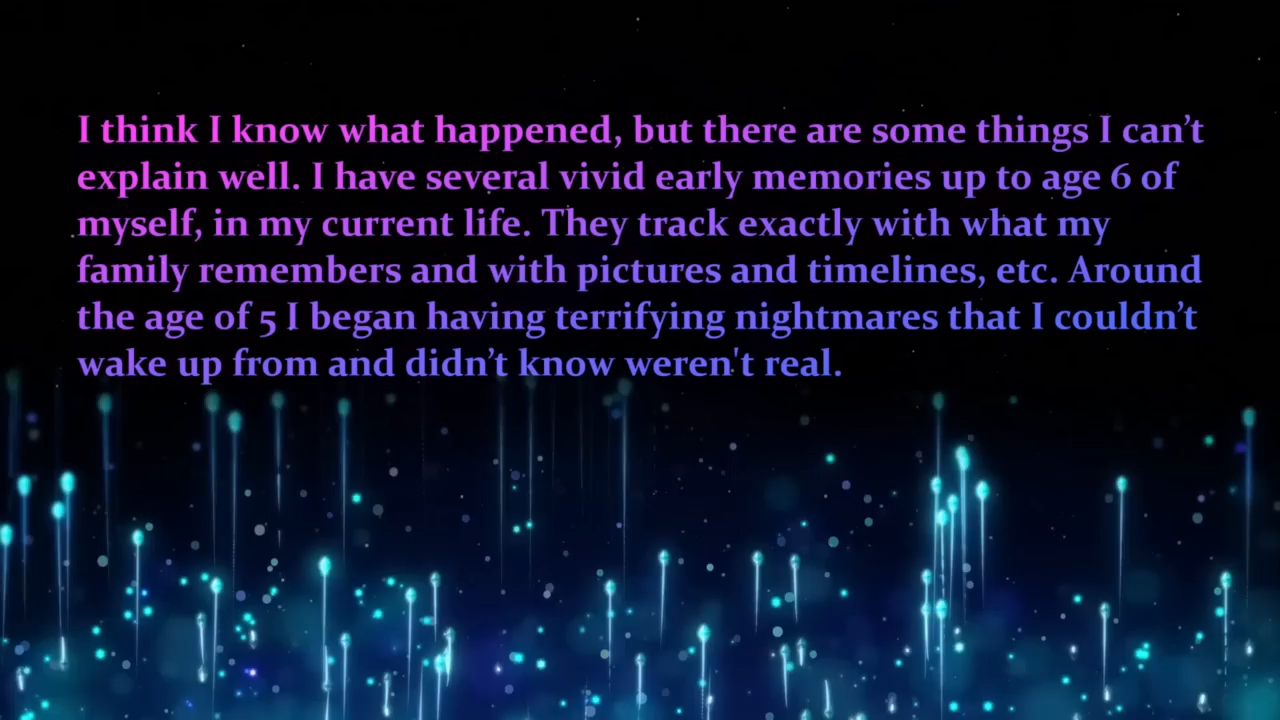 I think I know what happened, but there are some things I can’t
explain well. I have several vivid early memories up to age 6 of
myself, in my current life. They track exactly with what my
family remembers and with pictures and timelines, etc. Around
the age of 5 I began having terrifying nightmares that I couldn’t
wake up from and didn’t know weren't real.